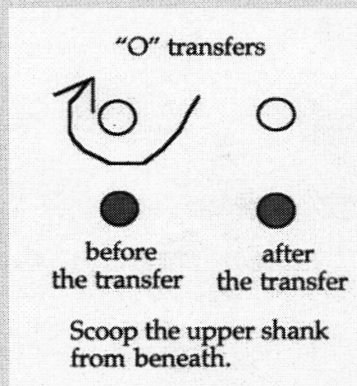 “O” transfers
before after
the transfer the transfer
Scoop the upper shank
from beneath.